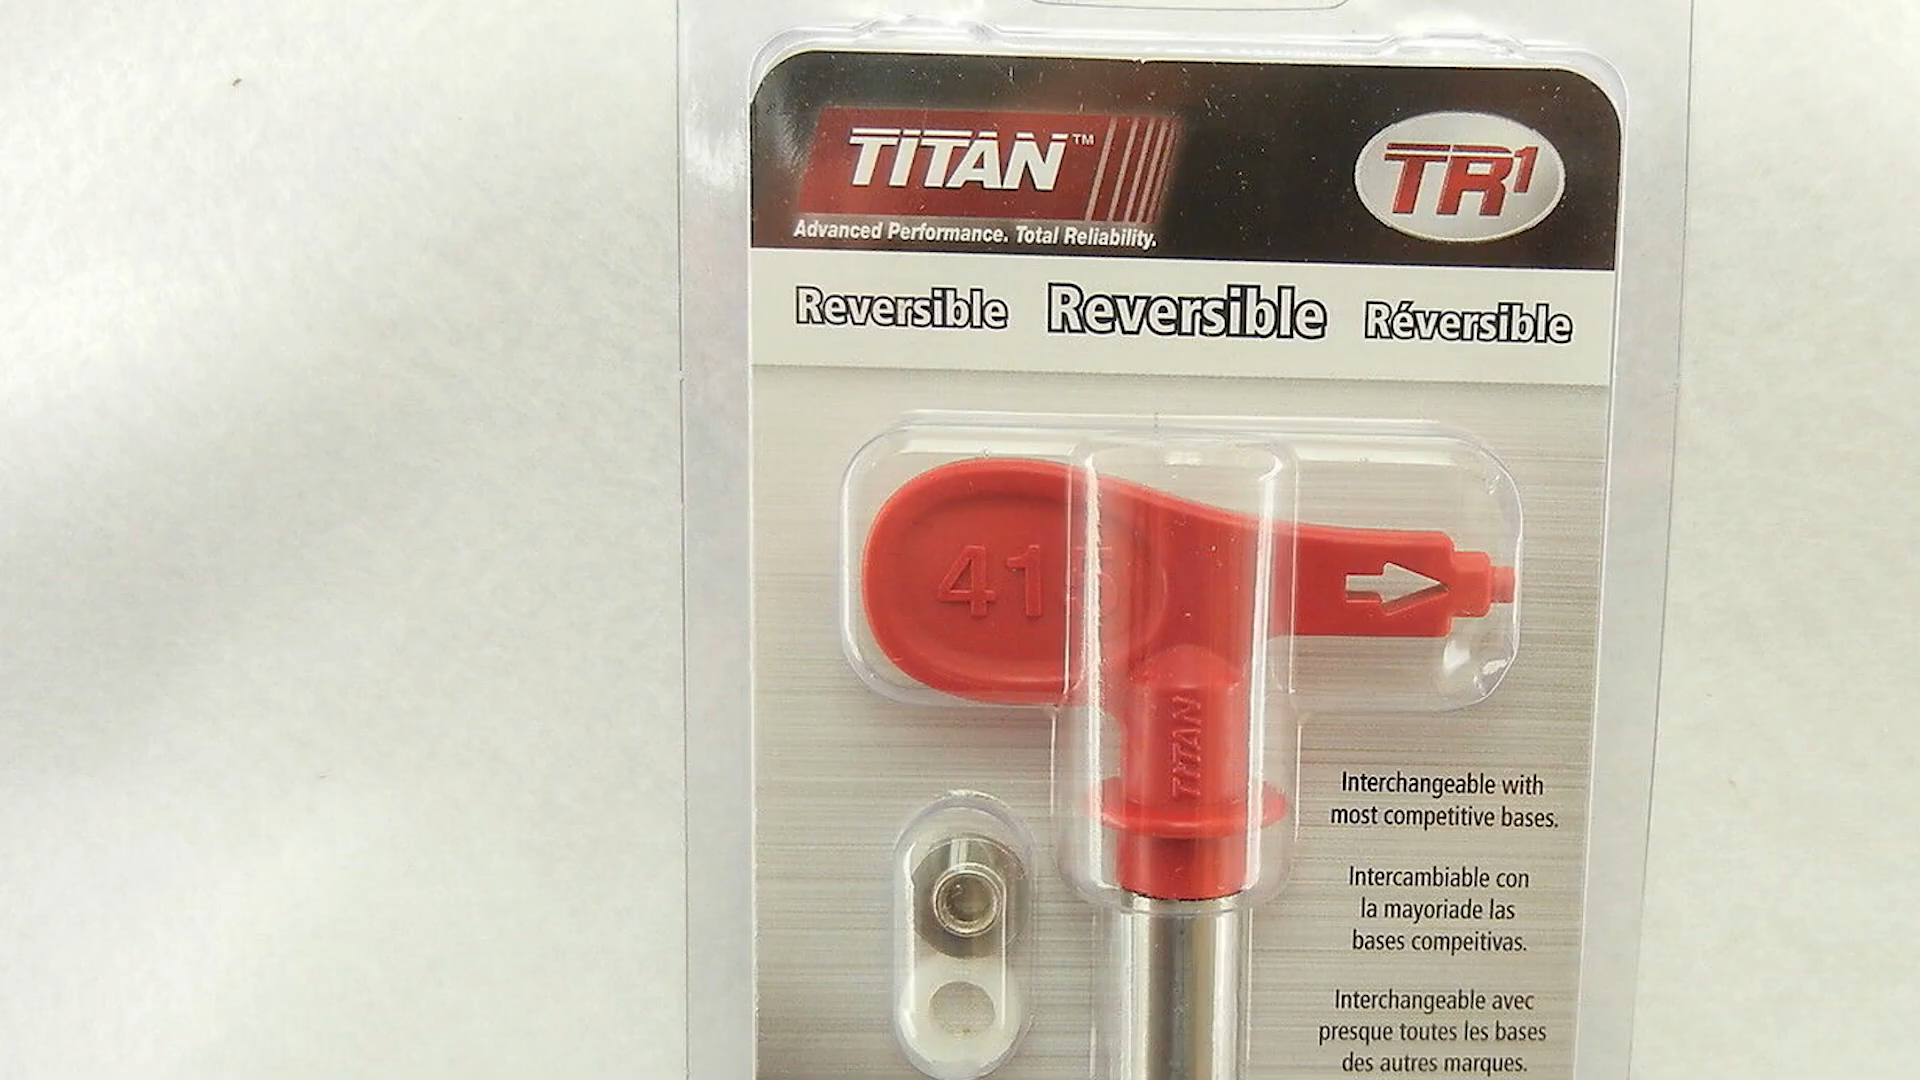 TITAN™
TR1
Advanced Performance. Total Reliability.
Reversible Reversible Réversible
415
TITAN
Interchangeable with
most competitive bases.
Intercambiable con
la mayoriade las
bases compeitivas.
Interchangeable avec
presque toutes les bases
des autres marques.